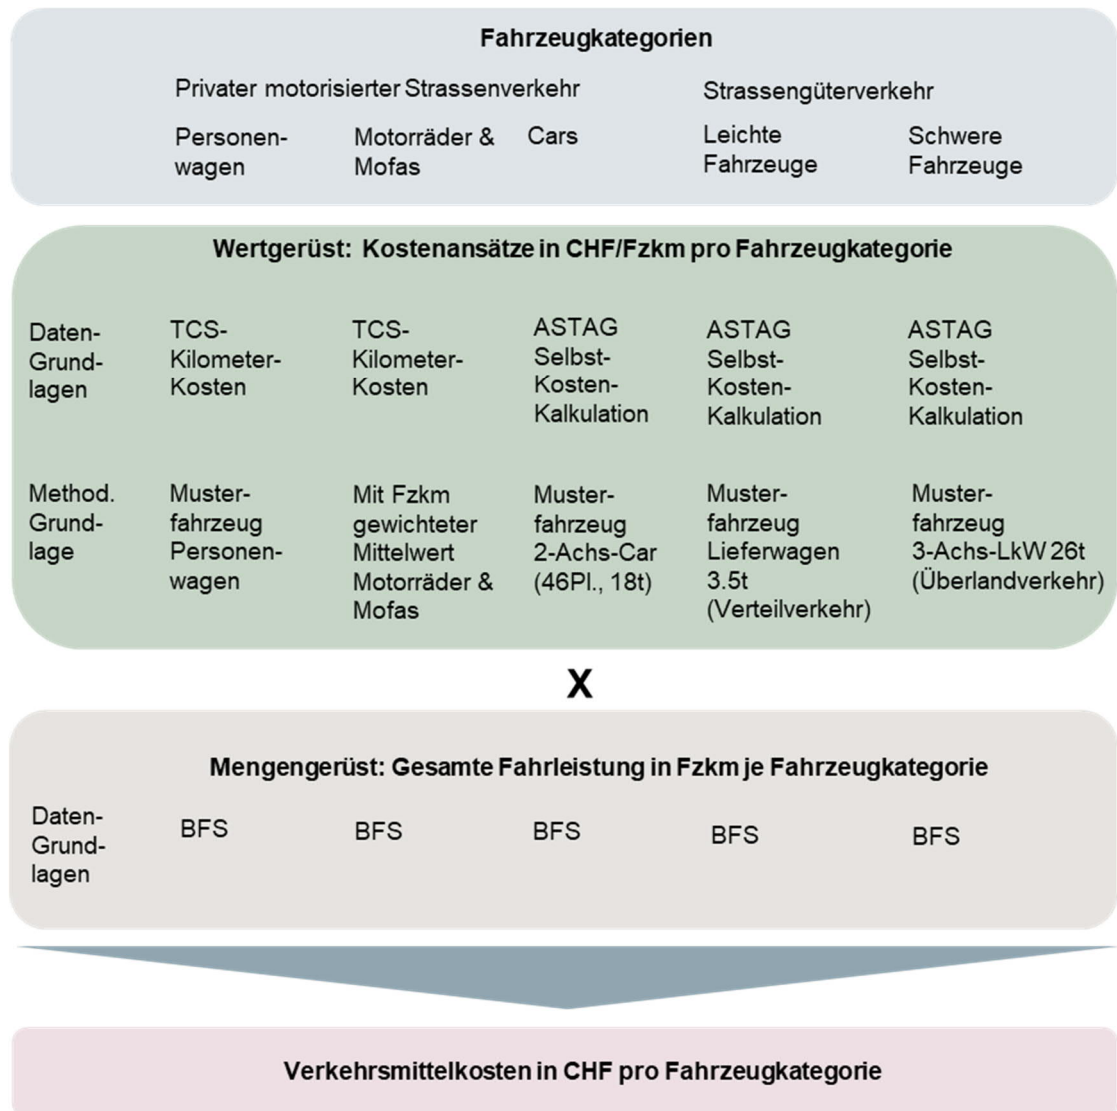 Fahrzeugkategorien
Privater motorisierter Strassenverkehr
Strassengüterverkehr
Personen-
wagen
Motorräder &
Mofas
Cars
Leichte
Fahrzeuge
Schwere
Fahrzeuge
Wertgerüst: Kostenansätze in CHF/Fzkm pro Fahrzeugkategorie
Daten-
Grund-
lagen
TCS-
Kilometer-
Kosten
TCS-
Kilometer-
Kosten
ASTAG
Selbst-
Kosten-
Kalkulation
ASTAG
Selbst-
Kosten-
Kalkulation
ASTAG
Selbst-
Kosten-
Kalkulation
Method.
Grund-
lage
Muster-
fahrzeug
Personen-
wagen
Mit Fzkm
gewichteter
Mittelwert
Motorräder &
Mofas
Muster-
fahrzeug
2-Achs-Car
(46Pl., 18t)
Muster-
fahrzeug
Lieferwagen
3.5t
(Verteilverkehr)
Muster-
fahrzeug
3-Achs-LkW 26t
(Überlandverkehr)
X
Mengengerüst: Gesamte Fahrleistung in Fzkm je Fahrzeugkategorie
Daten-
Grund-
lagen
BFS
BFS
BFS
BFS
BFS
Verkehrsmittelkosten in CHF pro Fahrzeugkategorie